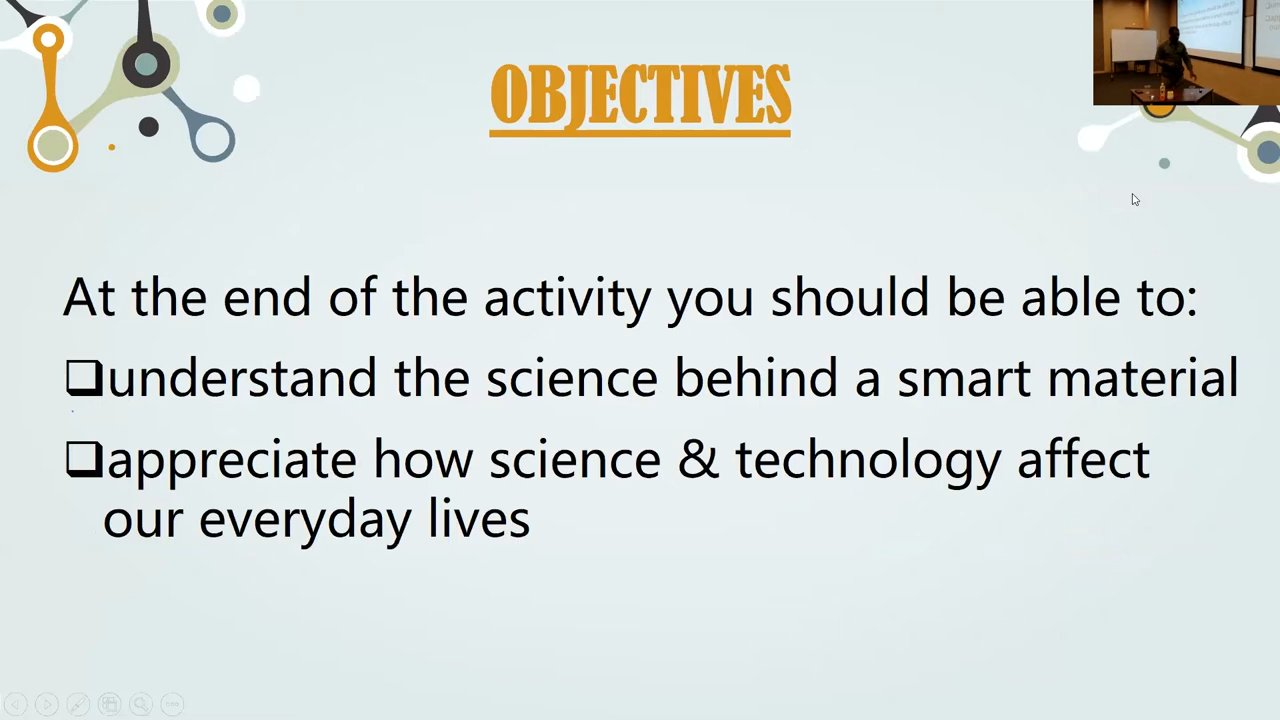 OBJECTIVES
At the end of the activity you should be able to:
understand the science behind a smart material
appreciate how science & technology affect
our everyday lives